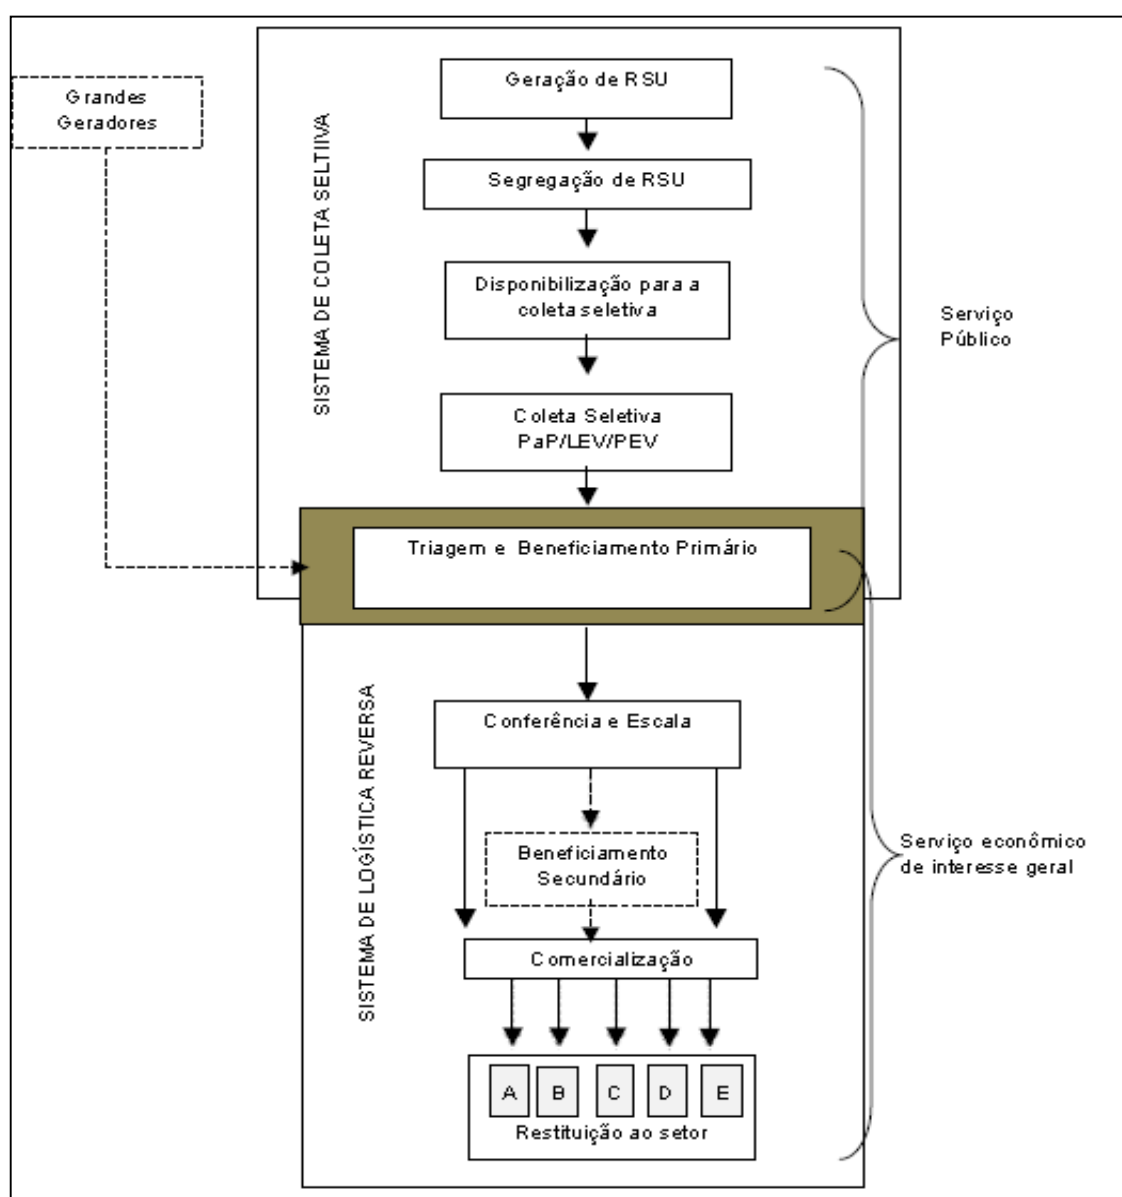 Geração de RSU
Grandes
Geradores
SISTEMA DE COLETA SELTIIVA
Segregação de RSU
Disponibilização para a
coleta seletiva
Serviço
Público
Coleta Seletiva
PaP/LEV/PEV
Triagem e Beneficiamento Primário
SISTEMA DE LOGÍSTICA REVERSA
Conferência e Escala
Beneficiamento
Secundário
Serviço econômico
de interesse geral
Comercialização
A B C D E
Restituição ao setor